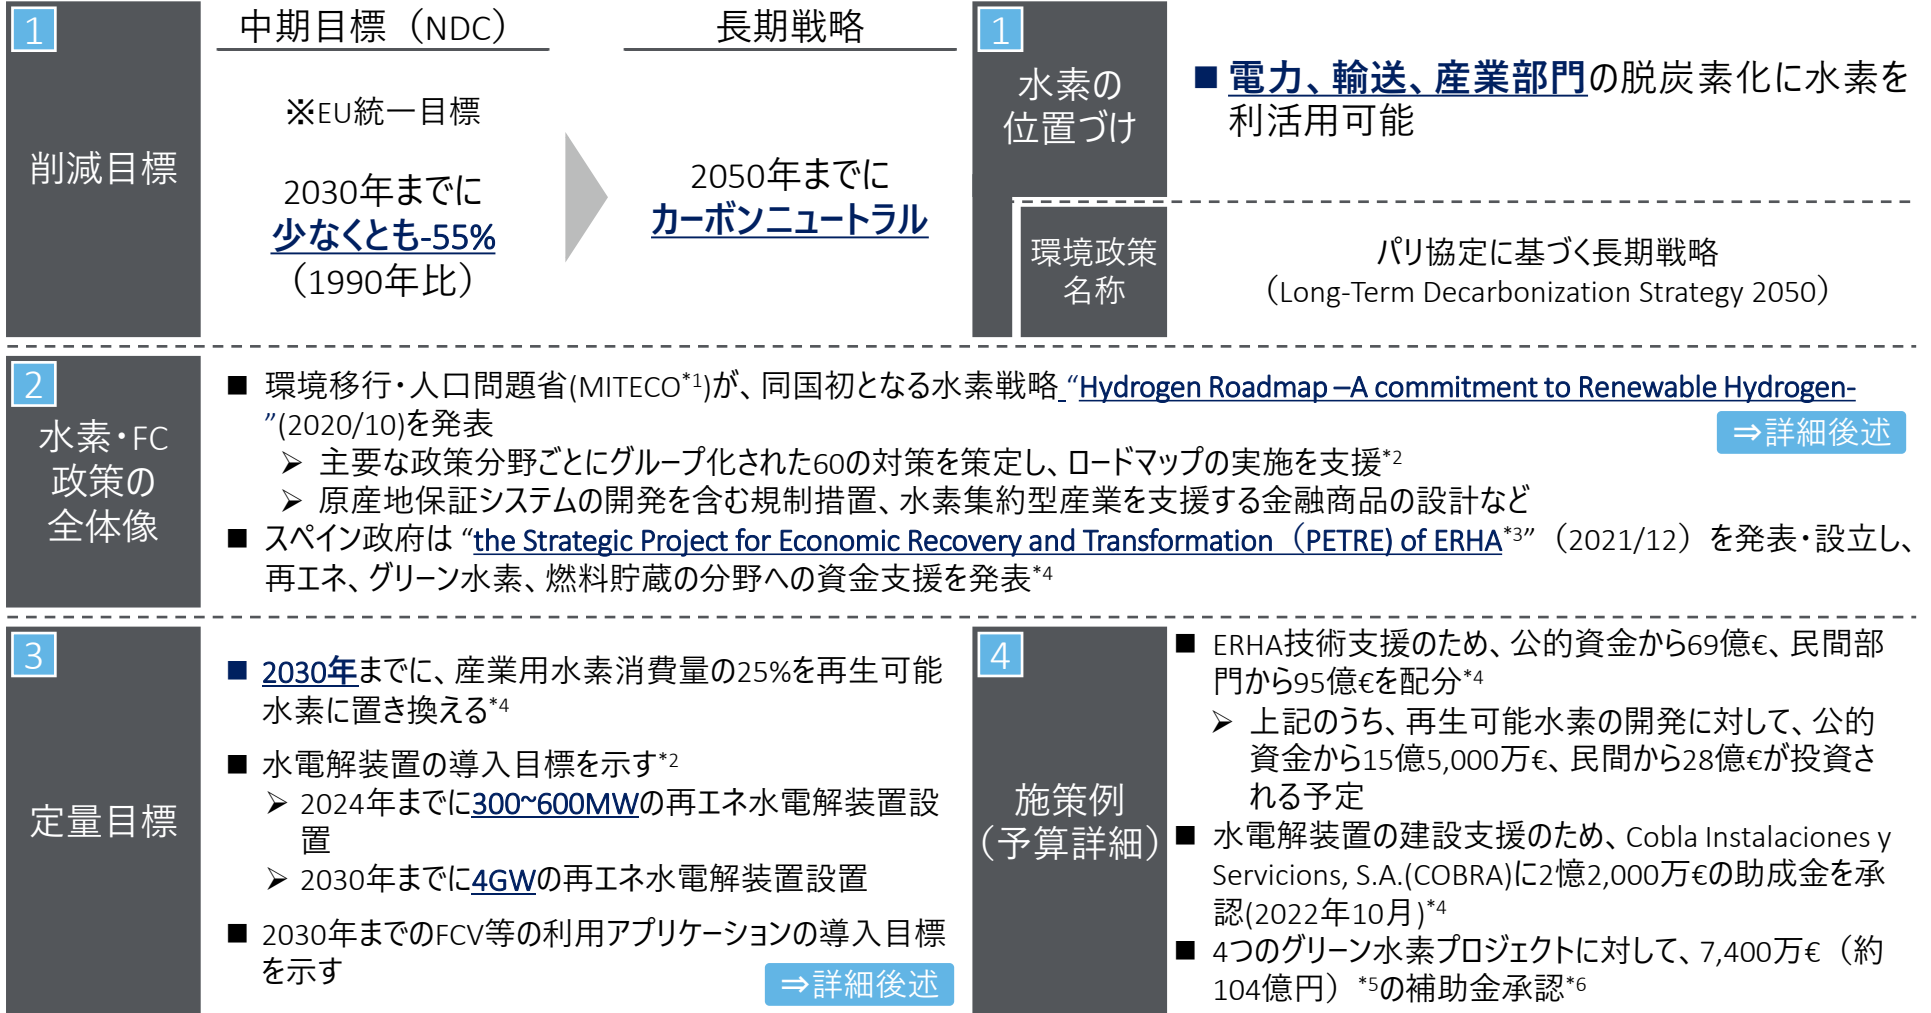 1
削減目標
中期目標（NDC）
※EU統一目標
2030年までに
少なくとも-55%
（1990年比）
長期戦略
2050年までに
カーボンニュートラル
1
水素の
位置づけ
■ 電力、輸送、産業部門の脱炭素化に水素を
利活用可能
環境政策
名称
パリ協定に基づく長期戦略
（Long-Term Decarbonization Strategy 2050）
2
水素・FC
政策の
全体像
■ 環境移行・人口問題省(MITECO*1)が、同国初となる水素戦略 “Hydrogen Roadmap –A commitment to Renewable Hydrogen-
”(2020/10)を発表
⇒詳細後述
➢ 主要な政策分野ごとにグループ化された60の対策を策定し、ロードマップの実施を支援*2
➢ 原産地保証システムの開発を含む規制措置、水素集約型産業を支援する金融商品の設計など
■ スペイン政府は “the Strategic Project for Economic Recovery and Transformation（PETRE) of ERHA*3”（2021/12）を発表・設立し、
再エネ、グリーン水素、燃料貯蔵の分野への資金支援を発表*4
3
定量目標
■ 2030年までに、産業用水素消費量の25%を再生可能
水素に置き換える*4
■ 水電解装置の導入目標を示す*2
➢ 2024年までに300~600MWの再エネ水電解装置設
置
➢ 2030年までに4GWの再エネ水電解装置設置
■ 2030年までのFCV等の利用アプリケーションの導入目標
を示す
⇒詳細後述
4
施策例
（予算詳細）
■ ERHA技術支援のため、公的資金から69億€、民間部
門から95億€を配分*4
➢ 上記のうち、再生可能水素の開発に対して、公的
資金から15億5,000万€、民間から28億€が投資さ
れる予定
■ 水電解装置の建設支援のため、Cobla Instalaciones y
Servicions, S.A.(COBRA)に2憶2,000万€の助成金を承
認(2022年10月)*4
■ 4つのグリーン水素プロジェクトに対して、7,400万€（約
104億円）*5の補助金承認*6